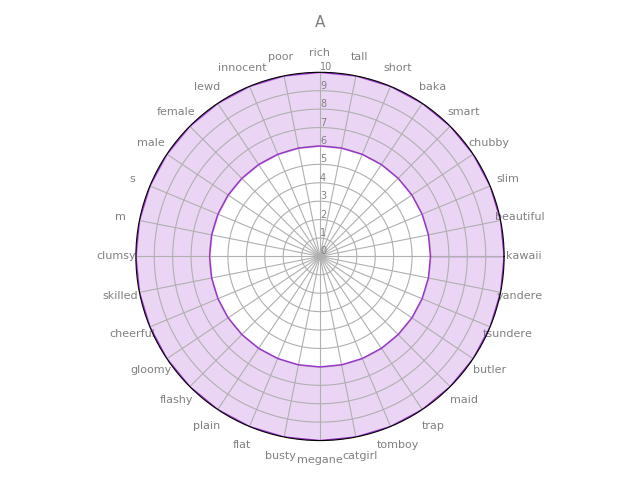 A
rich
tall
short
baka
smart
chubby
slim
beautiful
kawaii
yandere
tsundere
butler
maid
trap
tomboy
catgirl
megane
busty
flat
plain
flashy
gloomy
cheerful
skilled
clumsy
m
s
male
female
lewd
innocent
poor
10
9
8
7
6
5
4
3
2
1
0